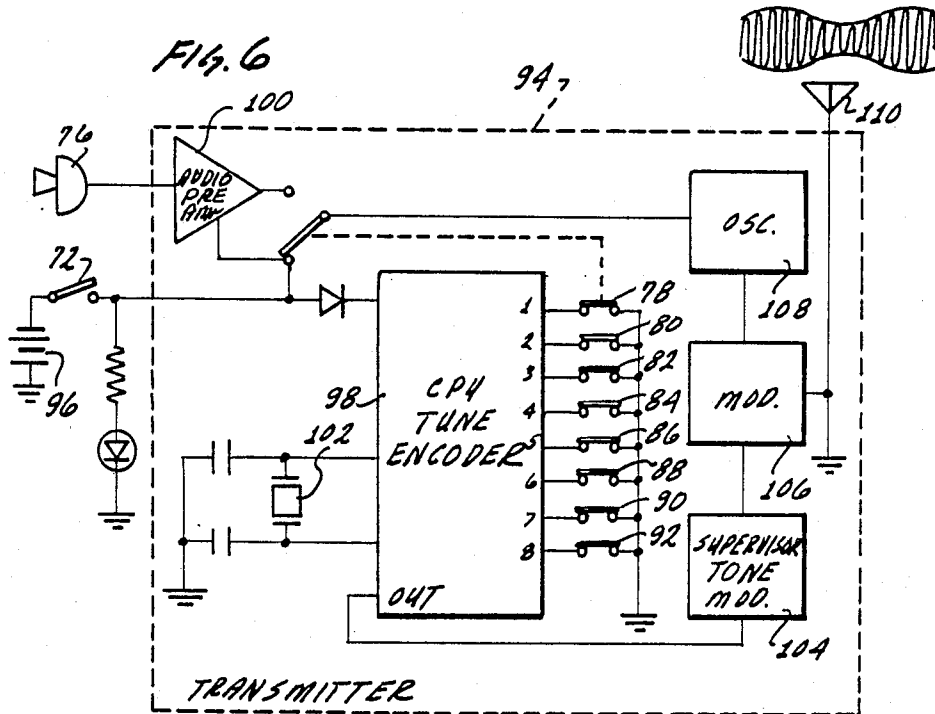 FIG. 6
94
100
110
76
AUDIO
PRE
AMP
OSC.
72
78
1
108
2
80
3
82
96
98
CPU
TUNE
ENCODER
4
84
MOD.
102
5
86
6
88
106
7
90
8
92
SUPERVISOR
TONE
MOD.
OUT
104
TRANSMITTER